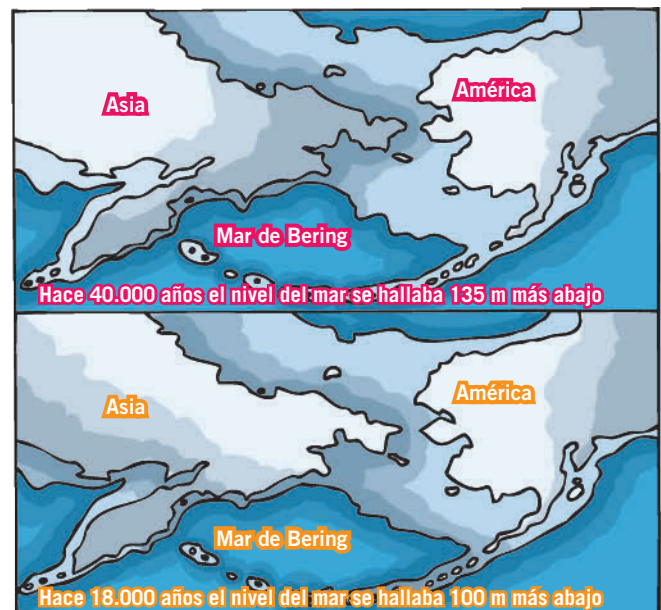 Asia
América
Mar de Bering
Hace 40.000 años el nivel del mar se hallaba 135 m más abajo
Asia
América
Mar de Bering
Hace 18.000 años el nivel del mar se hallaba 100 m más abajo